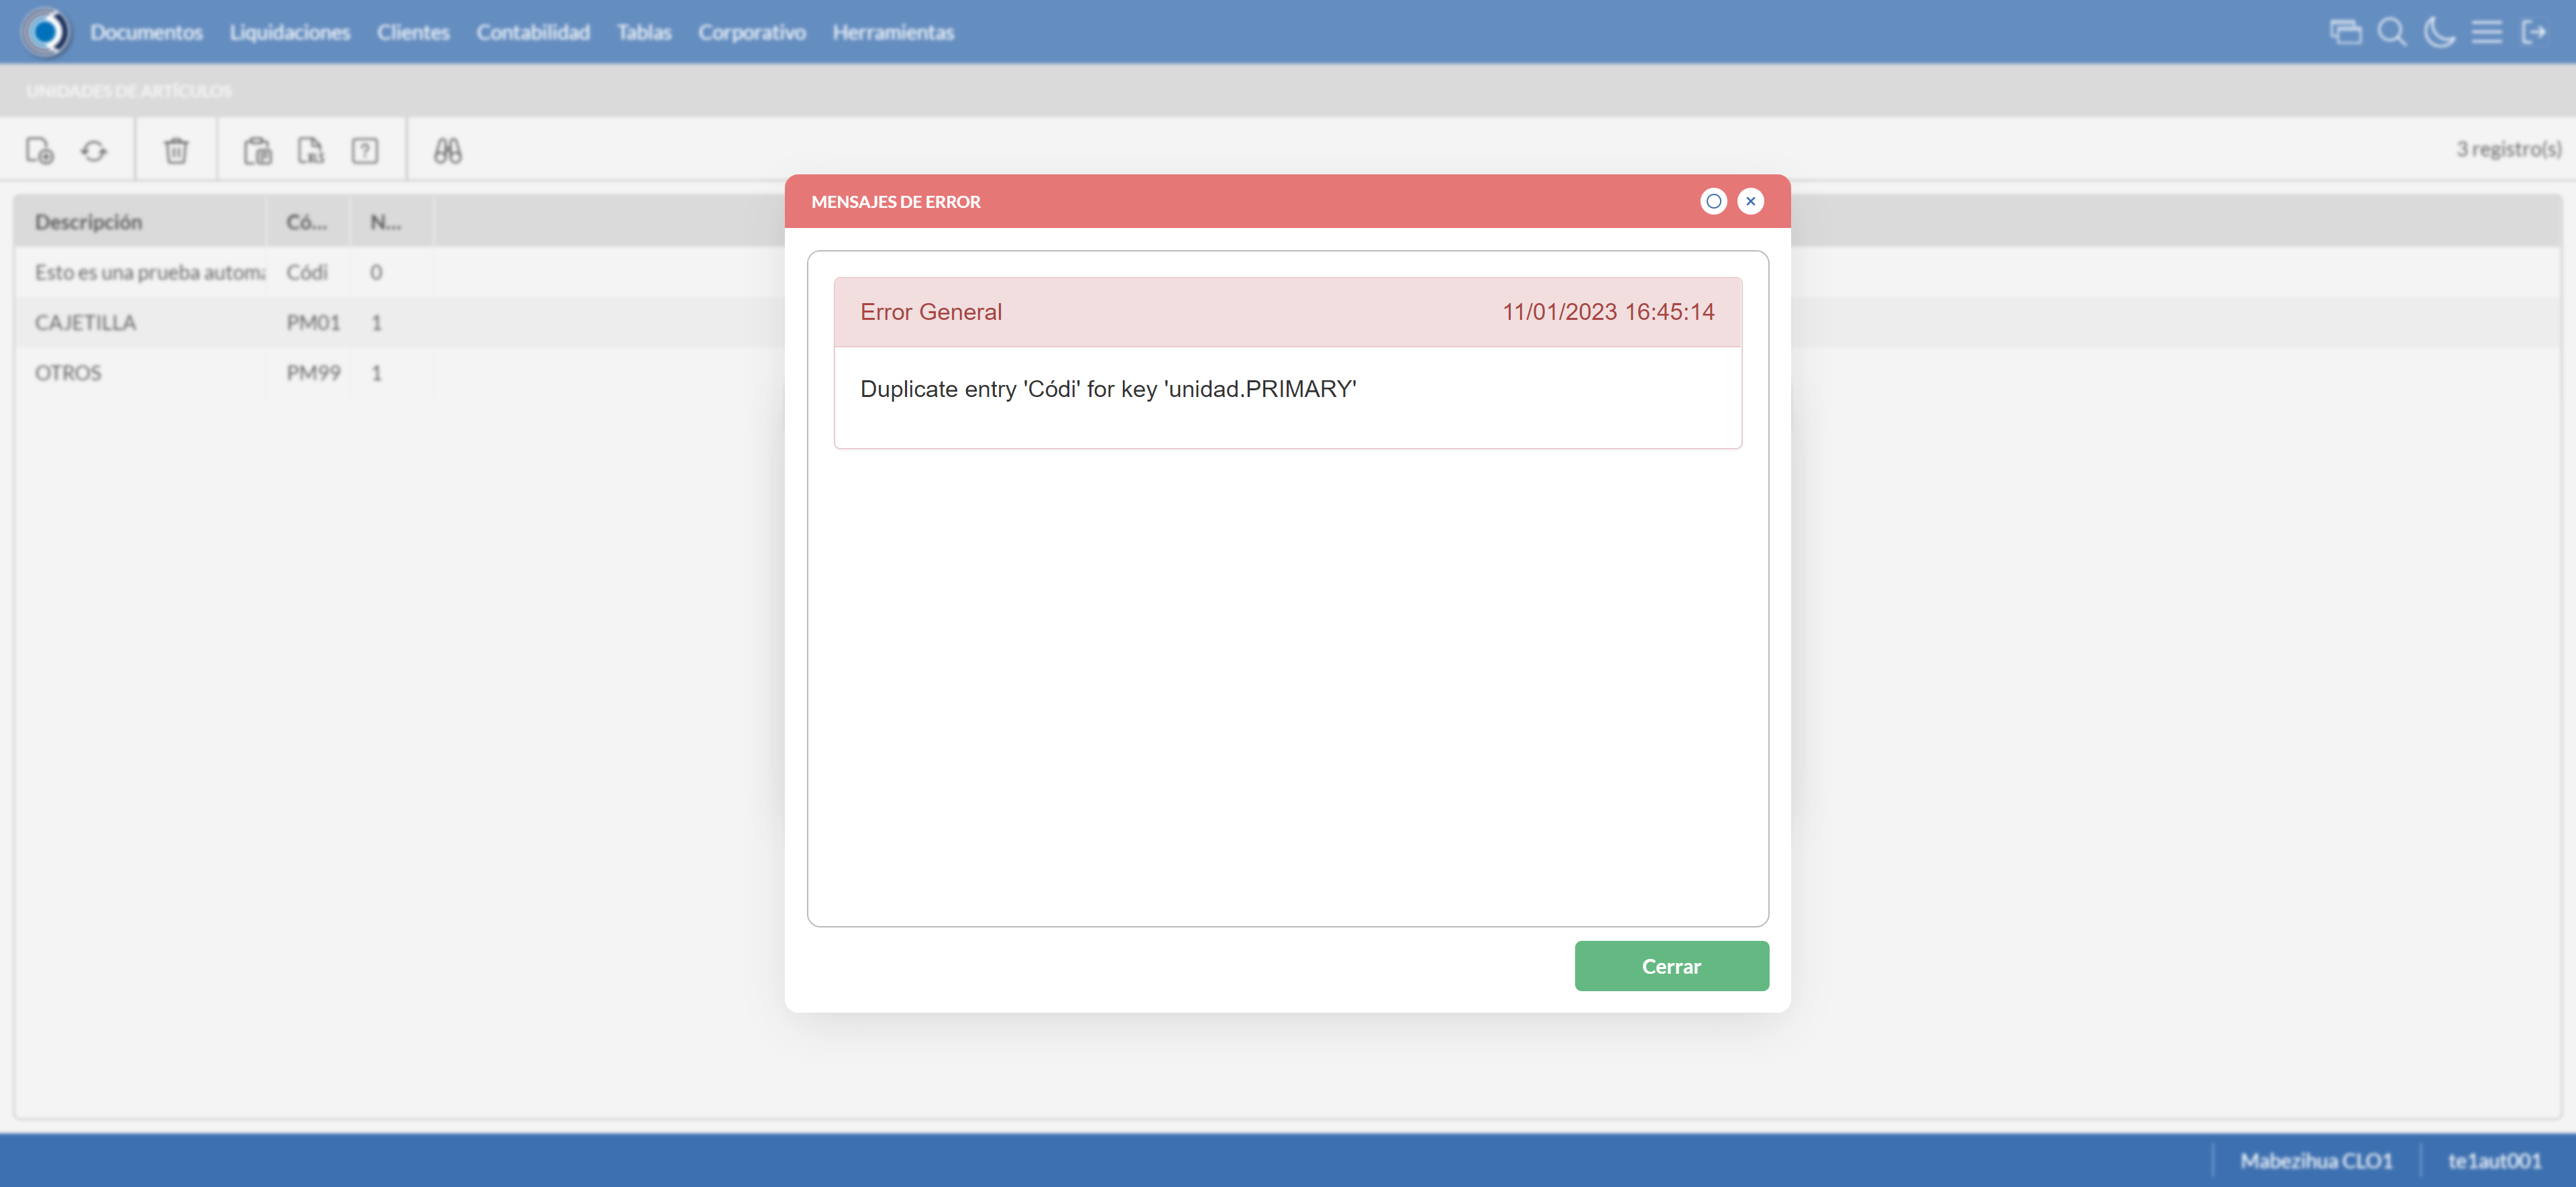 Documentos Liquidaciones Clientes Contabilidad Tablas Corporativo Herramientas
UNIDADES DE ARTÍCULOS
3 registro(s)
Descripción Có... N...
Esto es una prueba automa Códi 0
CAJETILLA PM01 1
OTROS PM99 1
MENSAJES DE ERROR
Error General 11/01/2023 16:45:14
Duplicate entry 'Códi' for key 'unidad.PRIMARY'
Cerrar
Mabezihua CLO1 te1aut001